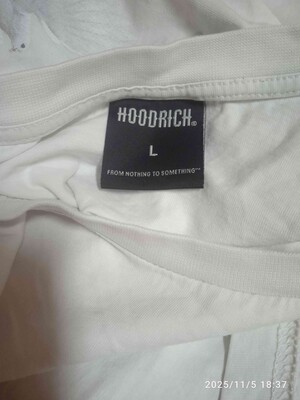 HOODRICH®
L
FROM NOTHING TO SOMETHING™
2025/11/5 18:37